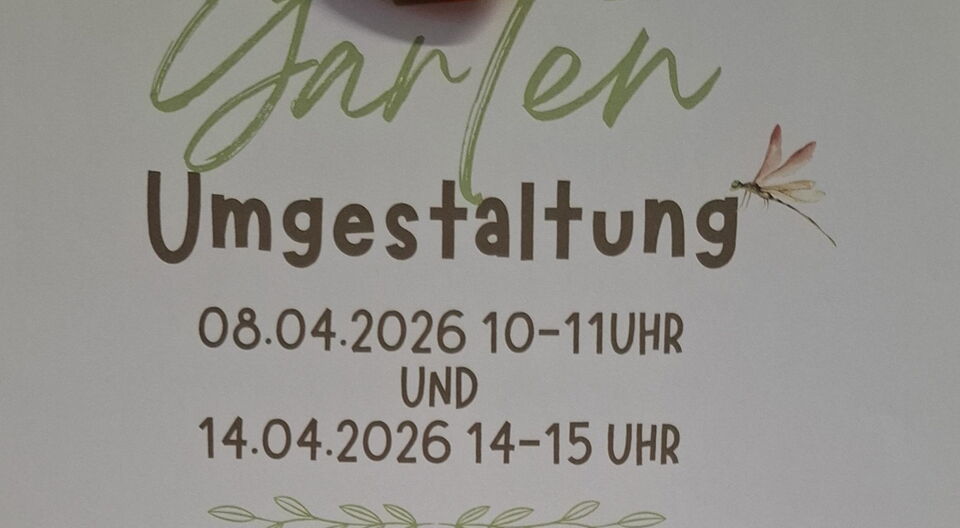 Garten
Umgestaltung
08.04.2026 10-11UHR
UND
14.04.2026 14-15 UHR